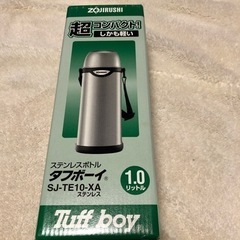 ZOJIRUSHI
超コンパクト!
しかも軽い
ステンレスボトル
タフボーイ
SJ-TE10-XA
ステンレス
1.0
リットル
Tuff boy